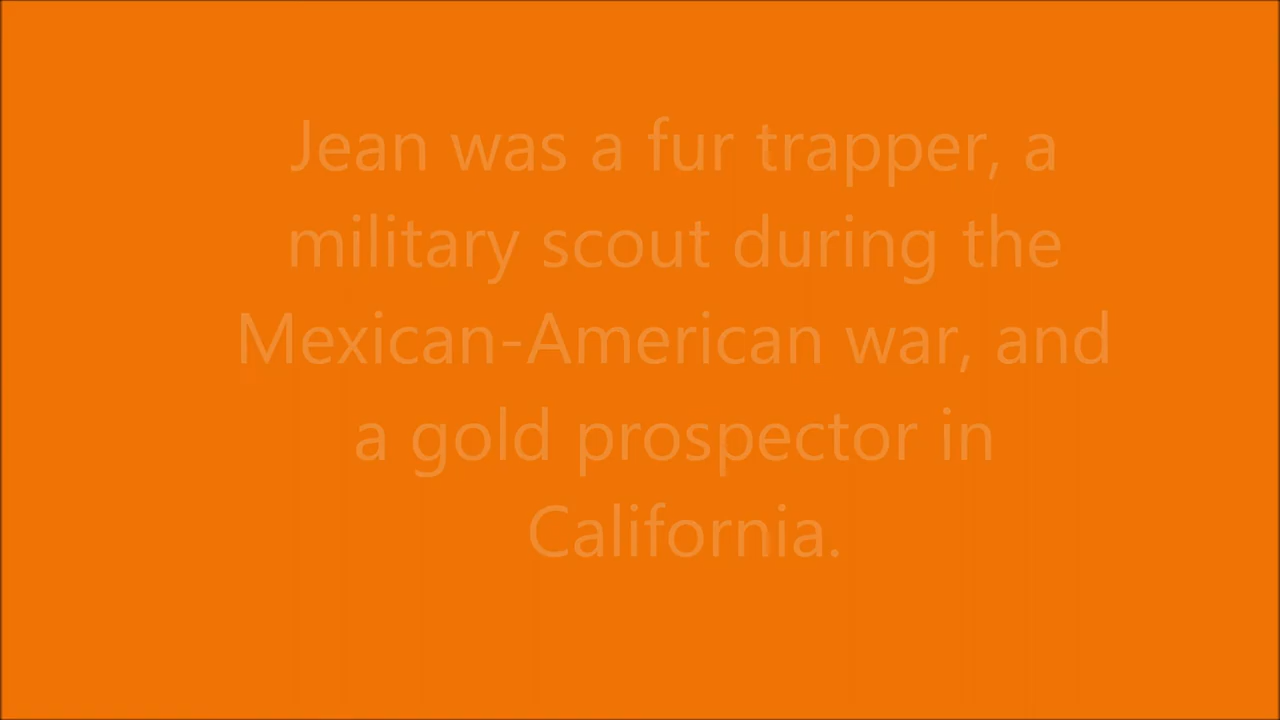 Jean was a fur trapper, a
military scout during the
Mexican-American war, and
a gold prospector in
California.